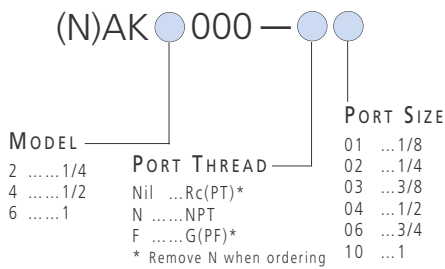 (N)AK 000 —
MODEL
2 ......1/4
4 ......1/2
6 ......1
PORT THREAD
Nil ...Rc(PT)*
N ......NPT
F ......G(PF)*
* Remove N when ordering
PORT SIZE
01 ...1/8
02 ...1/4
03 ...3/8
04 ...1/2
06 ...3/4
10 ...1